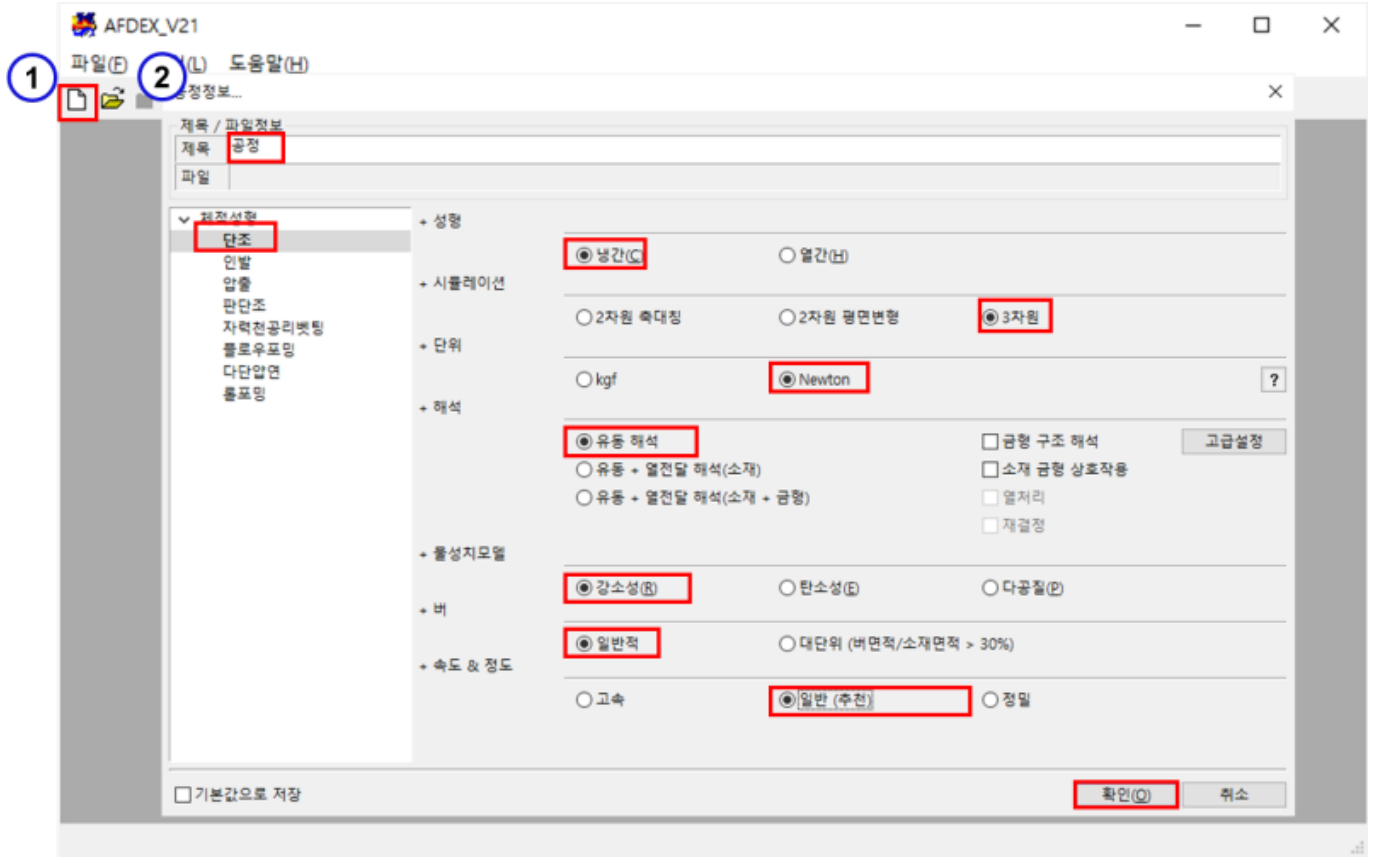 AFDEX_V21
파일(F) (L) 도움말(H)
1 2
공정정보...
제목 / 파일정보
제목 공정
파일
체적성형
단조
인발
압출
판단조
자력천공리벳팅
플로우포밍
다단압연
롤포밍
+ 성형
냉간(C) 열간(H)
+ 시뮬레이션
2차원 축대칭 2차원 평면변형 3차원
+ 단위
kgf Newton ?
+ 해석
유동 해석 금형 구조 해석 고급설정
유동 + 열전달 해석(소재) 소재 금형 상호작용
유동 + 열전달 해석(소재 + 금형) 열처리
재결정
+ 물성치모델
강소성(R) 탄소성(E) 다공질(P)
+ 버
일반적 대단위 (버면적/소재면적 > 30%)
+ 속도 & 정도
고속 일반 (추천) 정밀
기본값으로 저장 확인(O) 취소